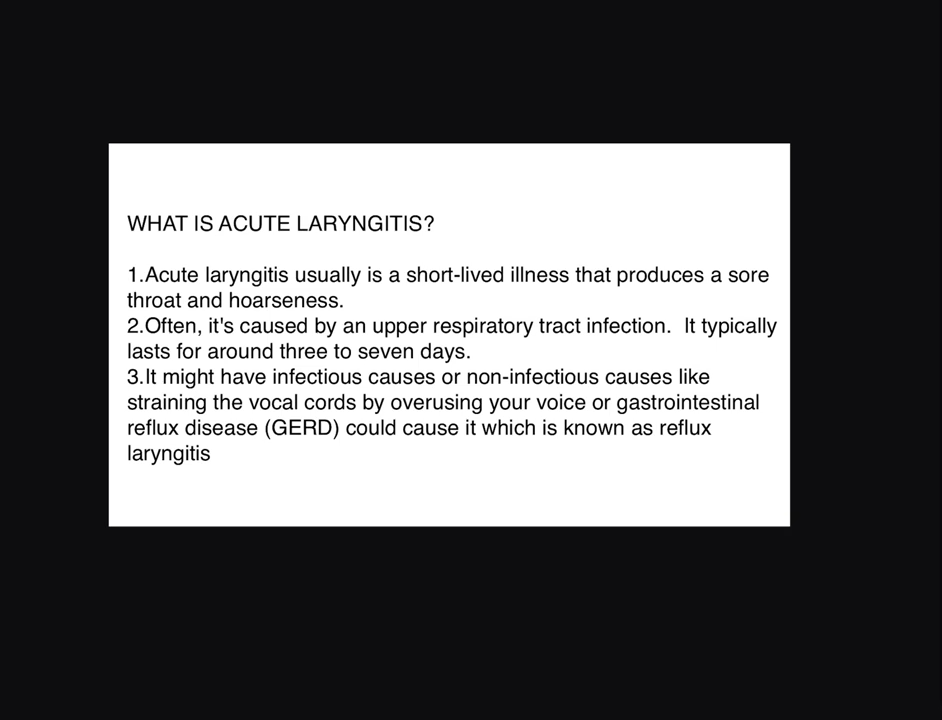 WHAT IS ACUTE LARYNGITIS?
1.Acute laryngitis usually is a short-lived illness that produces a sore
throat and hoarseness.
2.Often, it's caused by an upper respiratory tract infection.  It typically
lasts for around three to seven days.
3.It might have infectious causes or non-infectious causes like
straining the vocal cords by overusing your voice or gastrointestinal
reflux disease (GERD) could cause it which is known as reflux
laryngitis